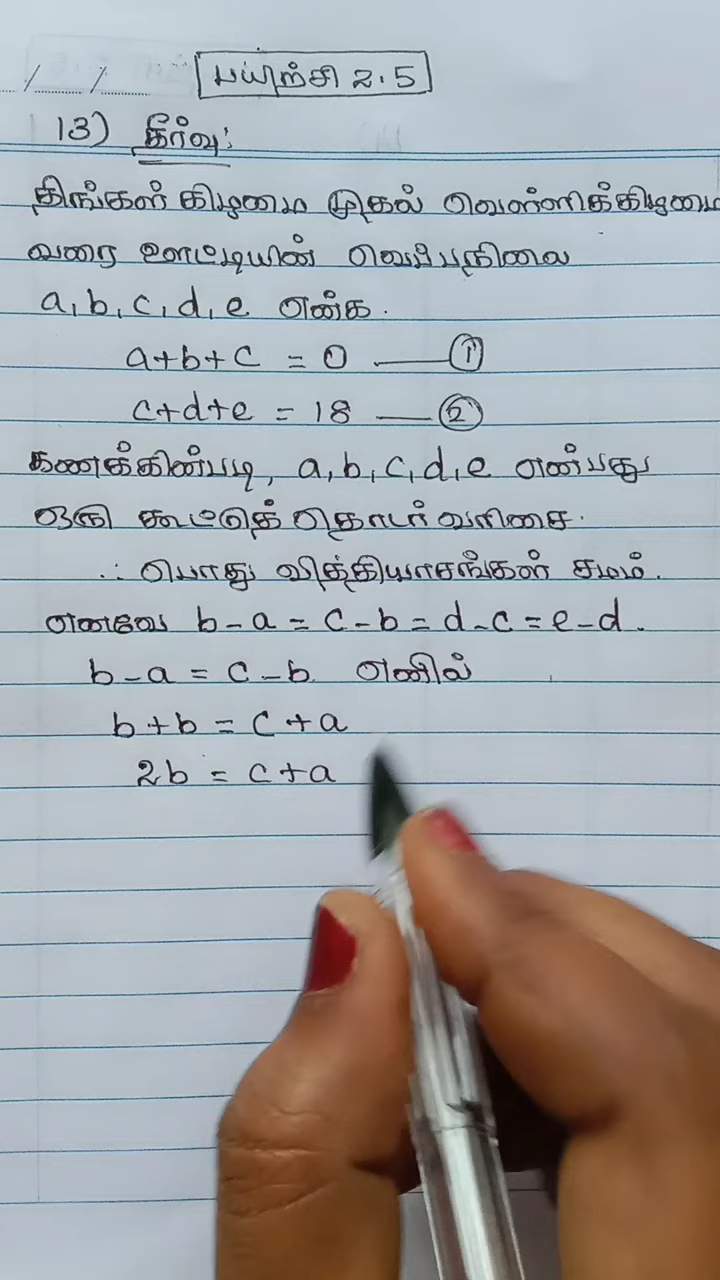 பயிற்சி 2.5
13) தீர்வு:
திங்கள் கிழமை முதல் வெள்ளிக்கிழமை
வரை ஊட்டியின் வெப்பநிலை
a, b, c, d, e என்க.
a+b+c = 0 —— ①
c+d+e = 18 —— ②
கணக்கின்படி, a, b, c, d, e என்பது
ஒரு கூட்டுத் தொடர் வரிசை.
∴ பொது வித்தியாசங்கள் சமம்.
எனவே b-a = c-b = d-c = e-d.
b-a = c-b எனில்
b+b = c+a
2b = c+a